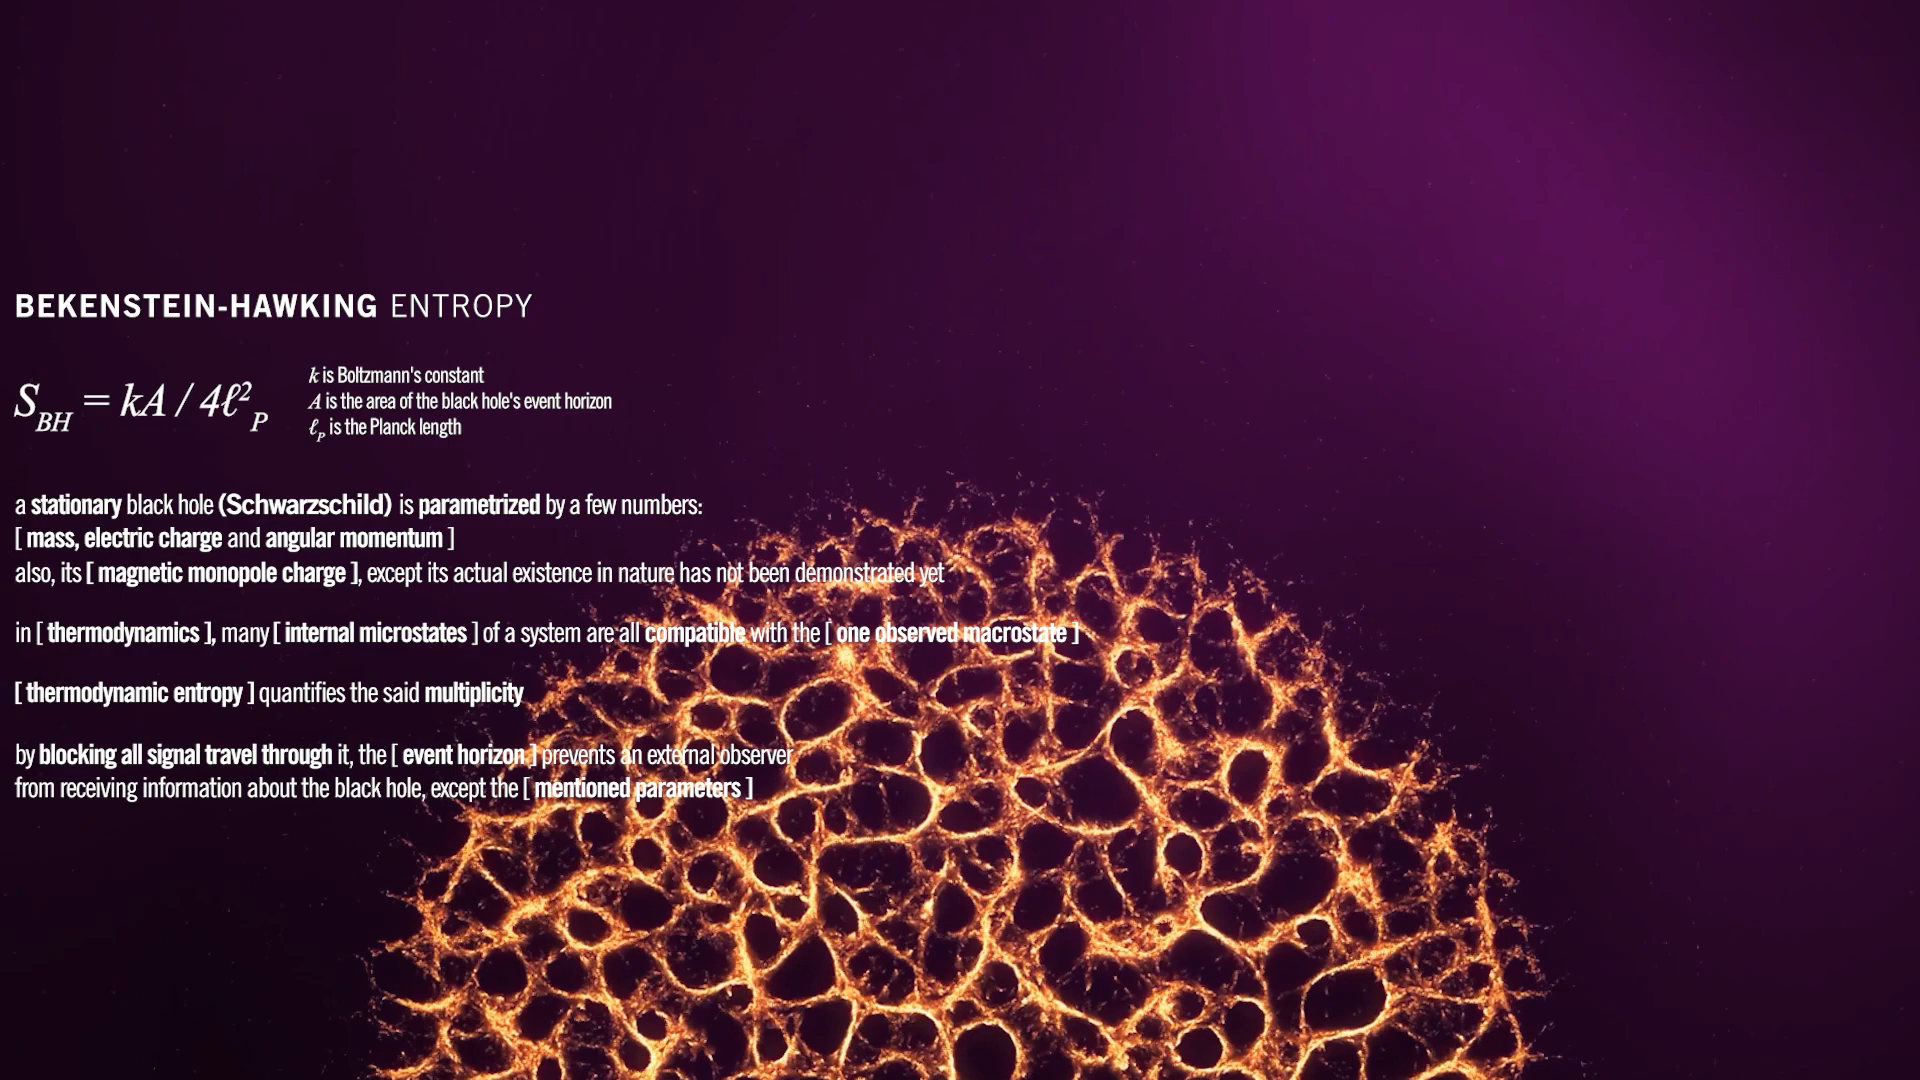 BEKENSTEIN-HAWKING ENTROPY
S_BH = kA / 4ℓ²_P
k is Boltzmann's constant
A is the area of the black hole's event horizon
ℓ_P is the Planck length
a stationary black hole (Schwarzschild) is parametrized by a few numbers:
[ mass, electric charge and angular momentum ]
also, its [ magnetic monopole charge ], except its actual existence in nature has not been demonstrated yet
in [ thermodynamics ], many [ internal microstates ] of a system are all compatible with the [ one observed macrostate ]
[ thermodynamic entropy ] quantifies the said multiplicity
by blocking all signal travel through it, the [ event horizon ] prevents an external observer
from receiving information about the black hole, except the [ mentioned parameters ]